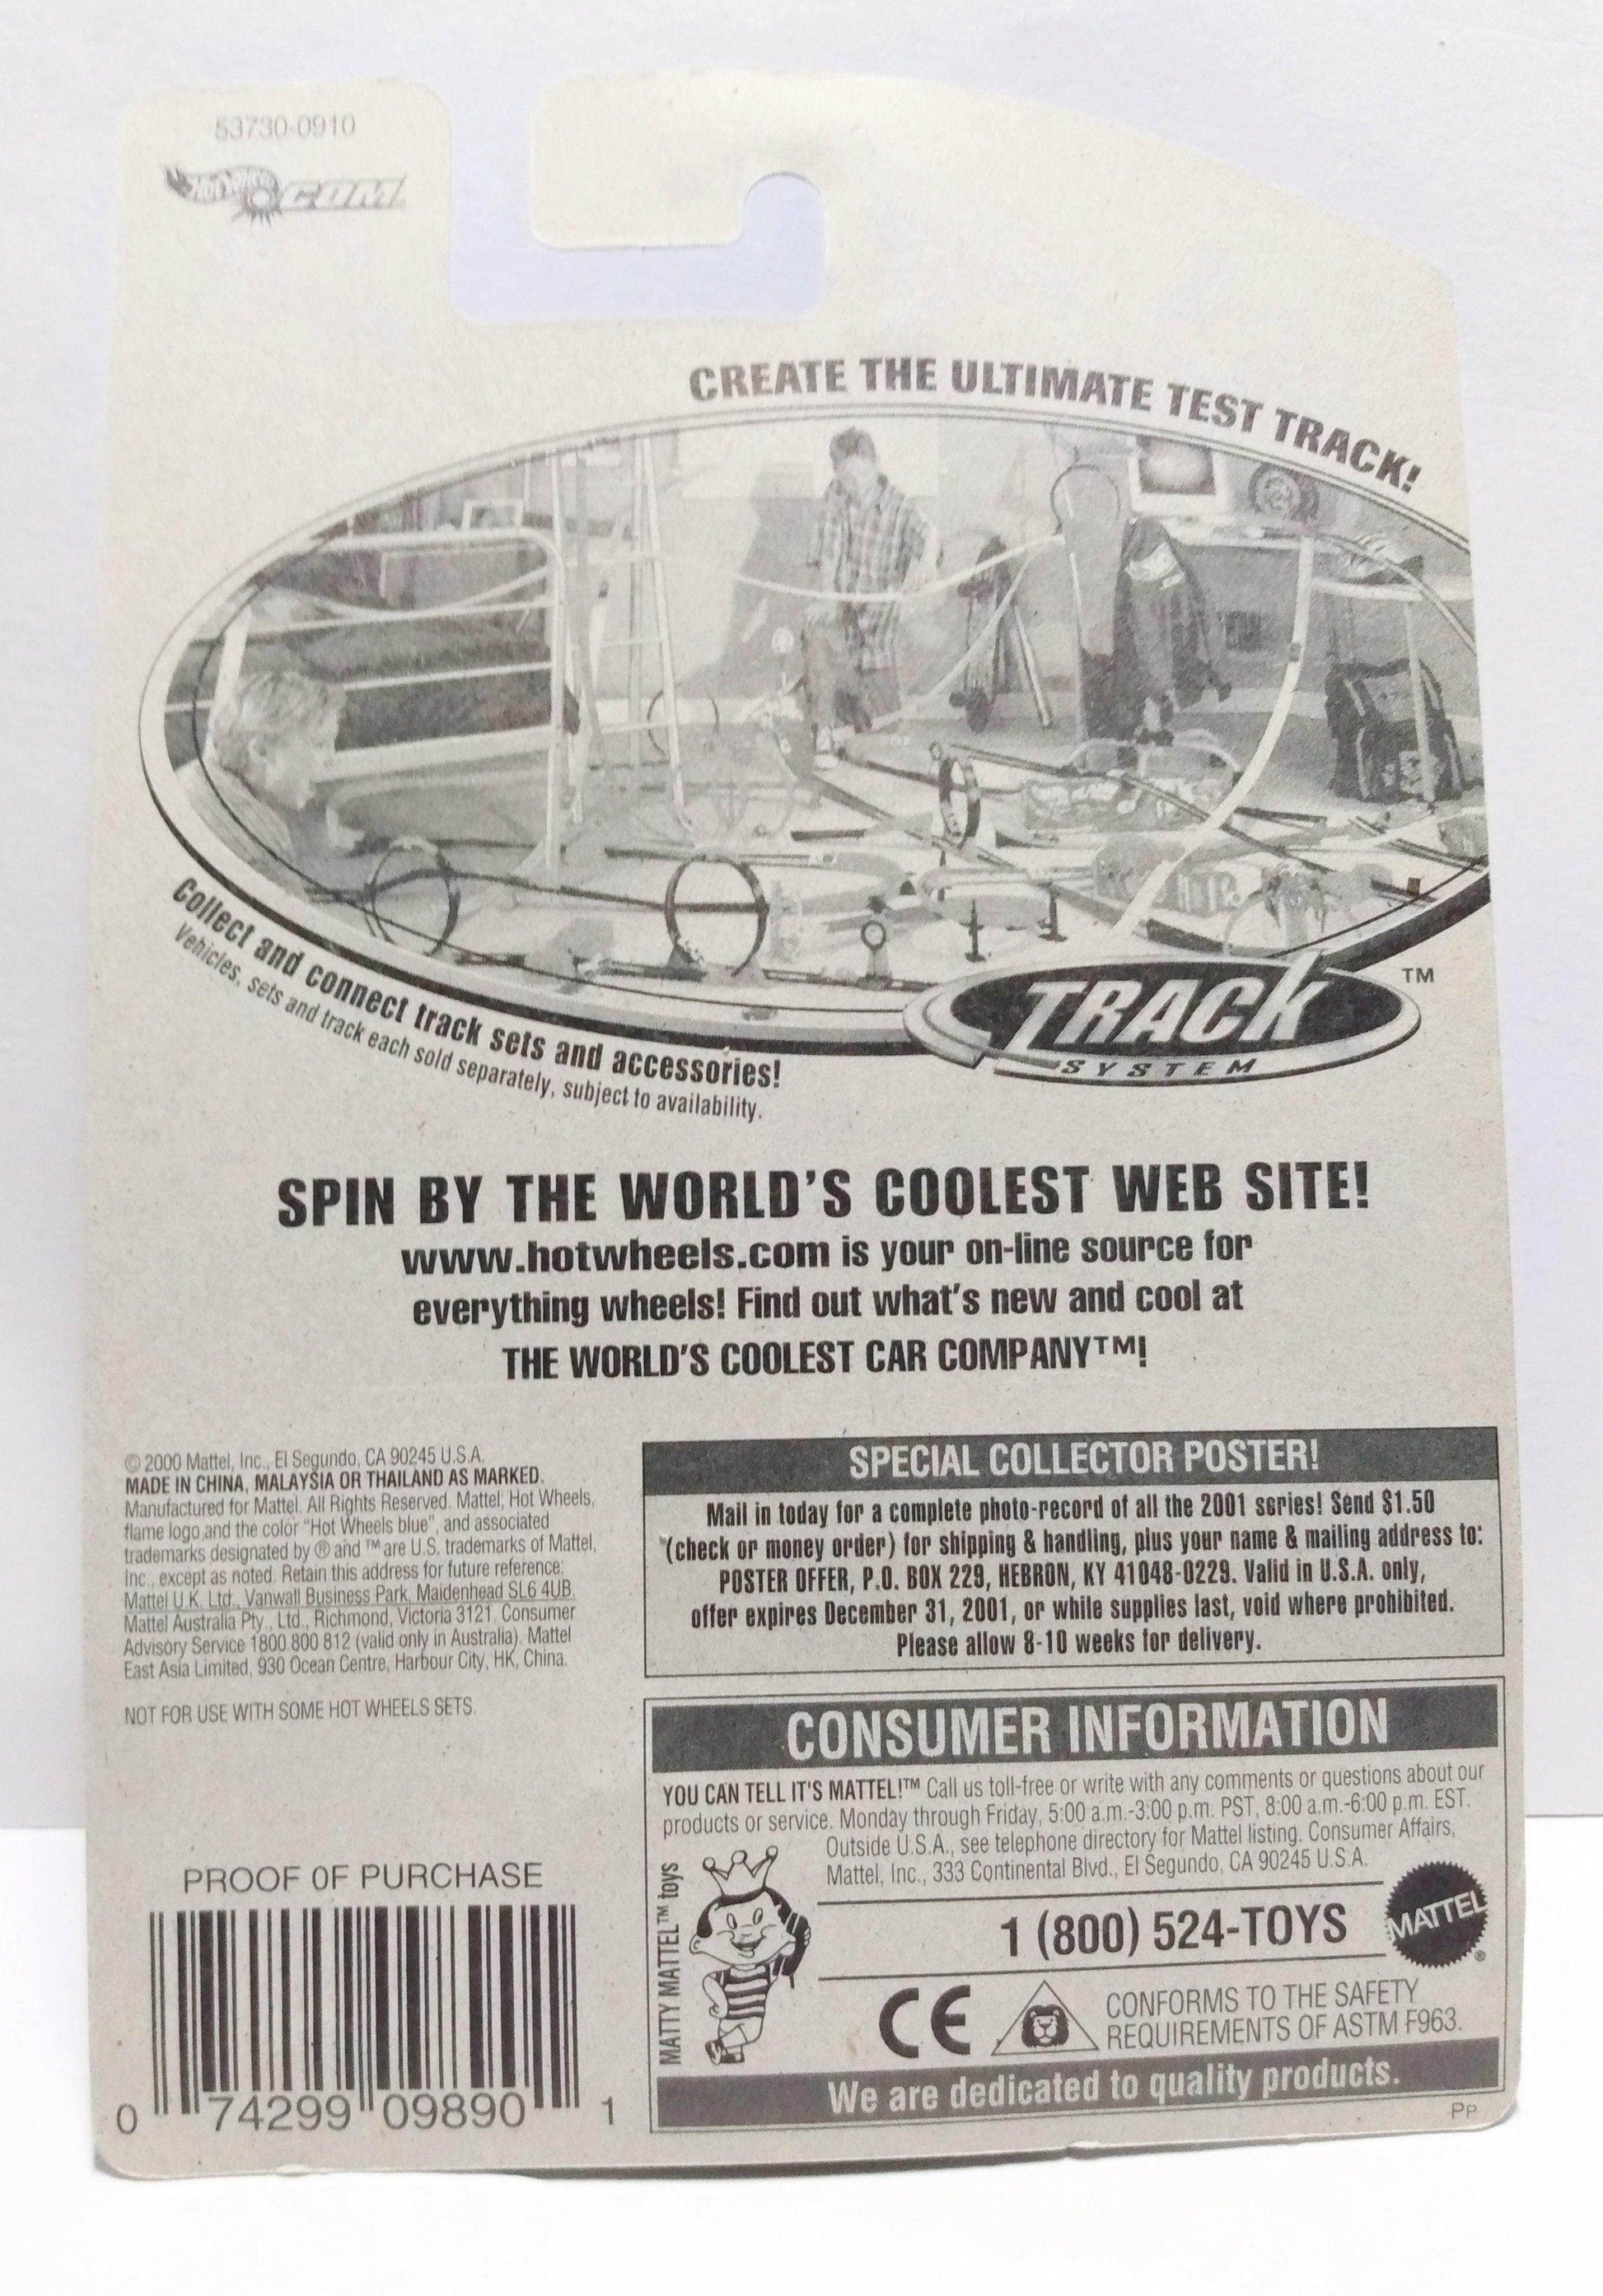 53730-0910
Hot Wheels .COM
CREATE THE ULTIMATE TEST TRACK!
Collect and connect track sets and accessories!
Vehicles, sets and track each sold separately, subject to availability.
TRACK TM
SYSTEM
SPIN BY THE WORLD'S COOLEST WEB SITE!
www.hotwheels.com is your on-line source for
everything wheels! Find out what's new and cool at
THE WORLD'S COOLEST CAR COMPANY™!
© 2000 Mattel, Inc., El Segundo, CA 90245 U.S.A.
MADE IN CHINA, MALAYSIA OR THAILAND AS MARKED.
Manufactured for Mattel. All Rights Reserved. Mattel, Hot Wheels,
flame logo and the color "Hot Wheels blue", and associated
trademarks designated by ® and ™ are U.S. trademarks of Mattel,
Inc., except as noted. Retain this address for future reference:
Mattel U.K. Ltd., Vanwall Business Park, Maidenhead SL6 4UB.
Mattel Australia Pty., Ltd., Richmond, Victoria 3121. Consumer
Advisory Service 1800 800 812 (valid only in Australia). Mattel
East Asia Limited, 930 Ocean Centre, Harbour City, HK, China.
NOT FOR USE WITH SOME HOT WHEELS SETS.
PROOF OF PURCHASE
0 74299 09890 1
SPECIAL COLLECTOR POSTER!
Mail in today for a complete photo-record of all the 2001 series! Send $1.50
(check or money order) for shipping & handling, plus your name & mailing address to:
POSTER OFFER, P.O. BOX 229, HEBRON, KY 41048-0229. Valid in U.S.A. only,
offer expires December 31, 2001, or while supplies last, void where prohibited.
Please allow 8-10 weeks for delivery.
CONSUMER INFORMATION
YOU CAN TELL IT'S MATTEL!™ Call us toll-free or write with any comments or questions about our
products or service. Monday through Friday, 5:00 a.m.-3:00 p.m. PST, 8:00 a.m.-6:00 p.m. EST.
Outside U.S.A., see telephone directory for Mattel listing. Consumer Affairs,
Mattel, Inc., 333 Continental Blvd., El Segundo, CA 90245 U.S.A.
MATTY MATTEL™ toys
1 (800) 524-TOYS
MATTEL ®
CE
CONFORMS TO THE SAFETY
REQUIREMENTS OF ASTM F963.
We are dedicated to quality products.
PP